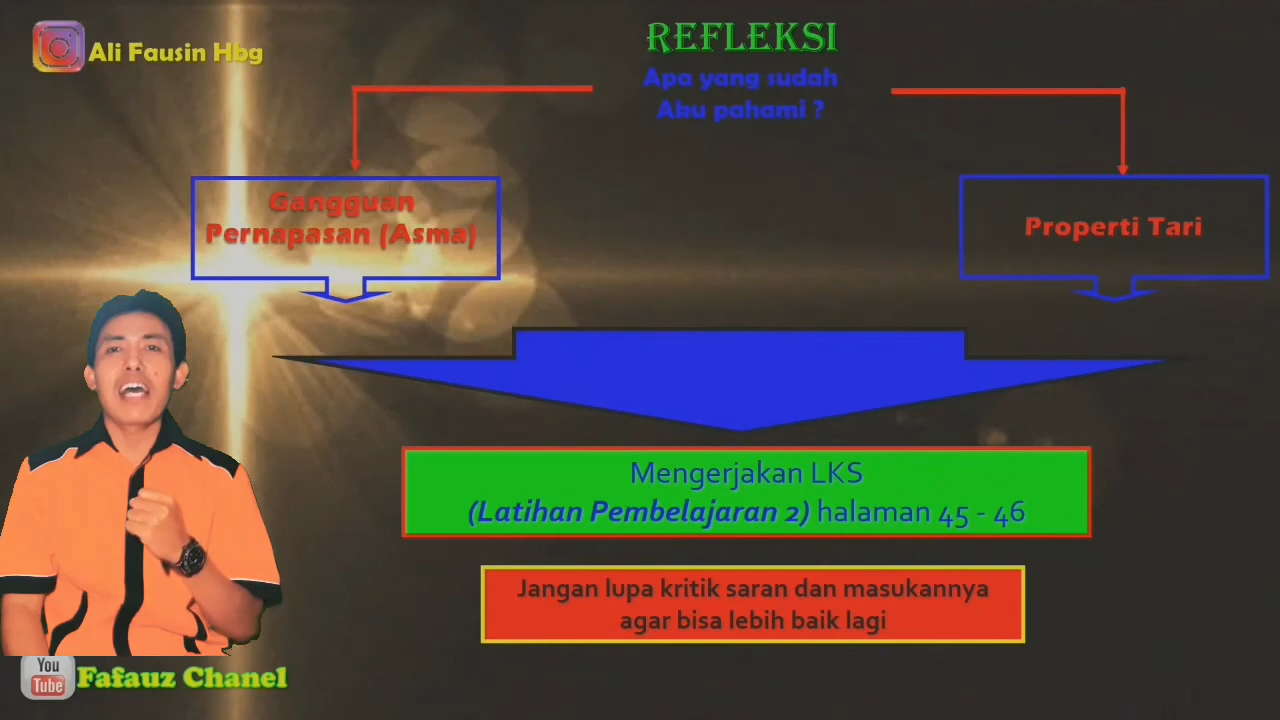 Ali Fausin Hbg
REFLEKSI
Apa yang sudah
Aku pahami ?
Gangguan
Pernapasan (Asma)
Properti Tari
Mengerjakan LKS
(Latihan Pembelajaran 2) halaman 45 - 46
Jangan lupa kritik saran dan masukannya
agar bisa lebih baik lagi
You
Tube
Fafauz Chanel